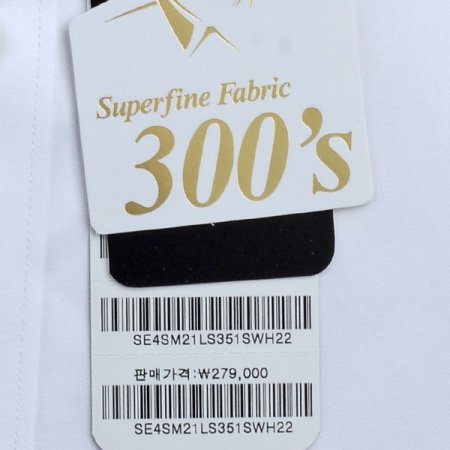 Superfine Fabric
300's
SE4SM21LS351SWH22
판매가격:₩279,000
SE4SM21LS351SWH22